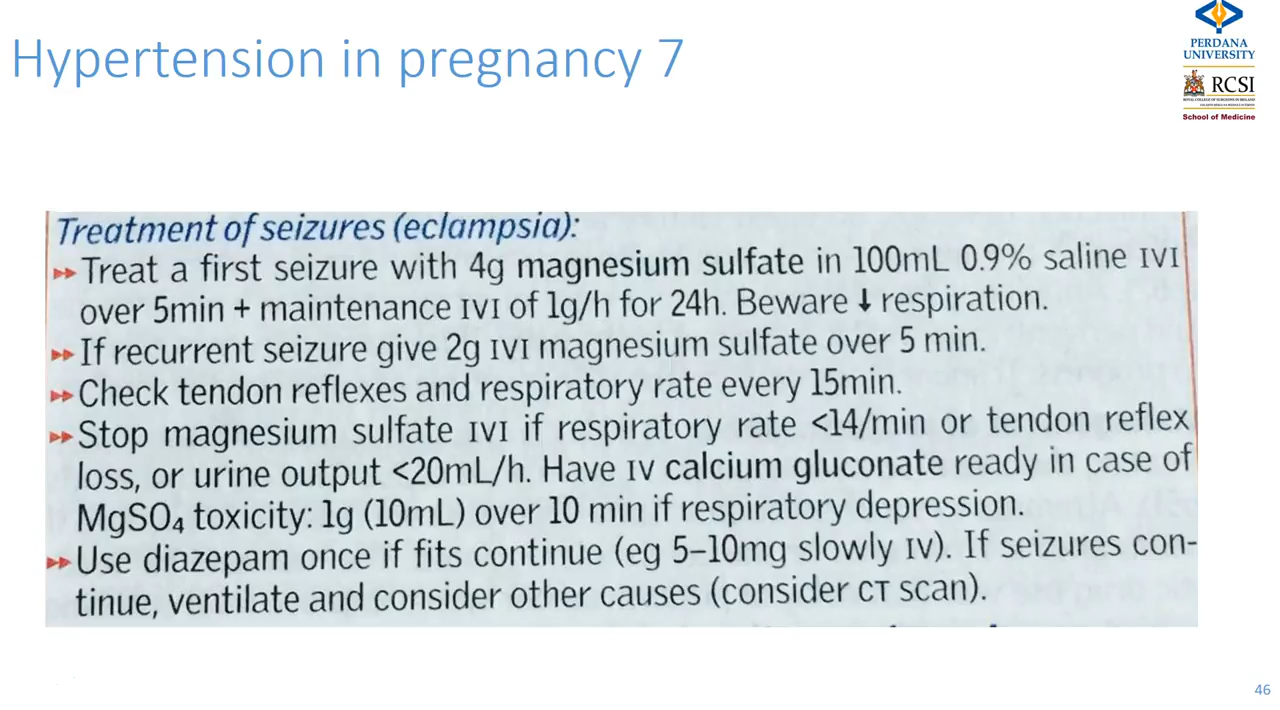 Hypertension in pregnancy 7
PERDANA
UNIVERSITY
RCSI
ROYAL COLLEGE OF SURGEONS IN IRELAND
School of Medicine
Treatment of seizures (eclampsia):
Treat a first seizure with 4g magnesium sulfate in 100mL 0.9% saline IVI
over 5min + maintenance IVI of 1g/h for 24h. Beware ↓ respiration.
If recurrent seizure give 2g IVI magnesium sulfate over 5 min.
Check tendon reflexes and respiratory rate every 15min.
Stop magnesium sulfate IVI if respiratory rate <14/min or tendon reflex
loss, or urine output <20mL/h. Have IV calcium gluconate ready in case of
MgSO₄ toxicity: 1g (10mL) over 10 min if respiratory depression.
Use diazepam once if fits continue (eg 5–10mg slowly IV). If seizures con-
tinue, ventilate and consider other causes (consider CT scan).
46